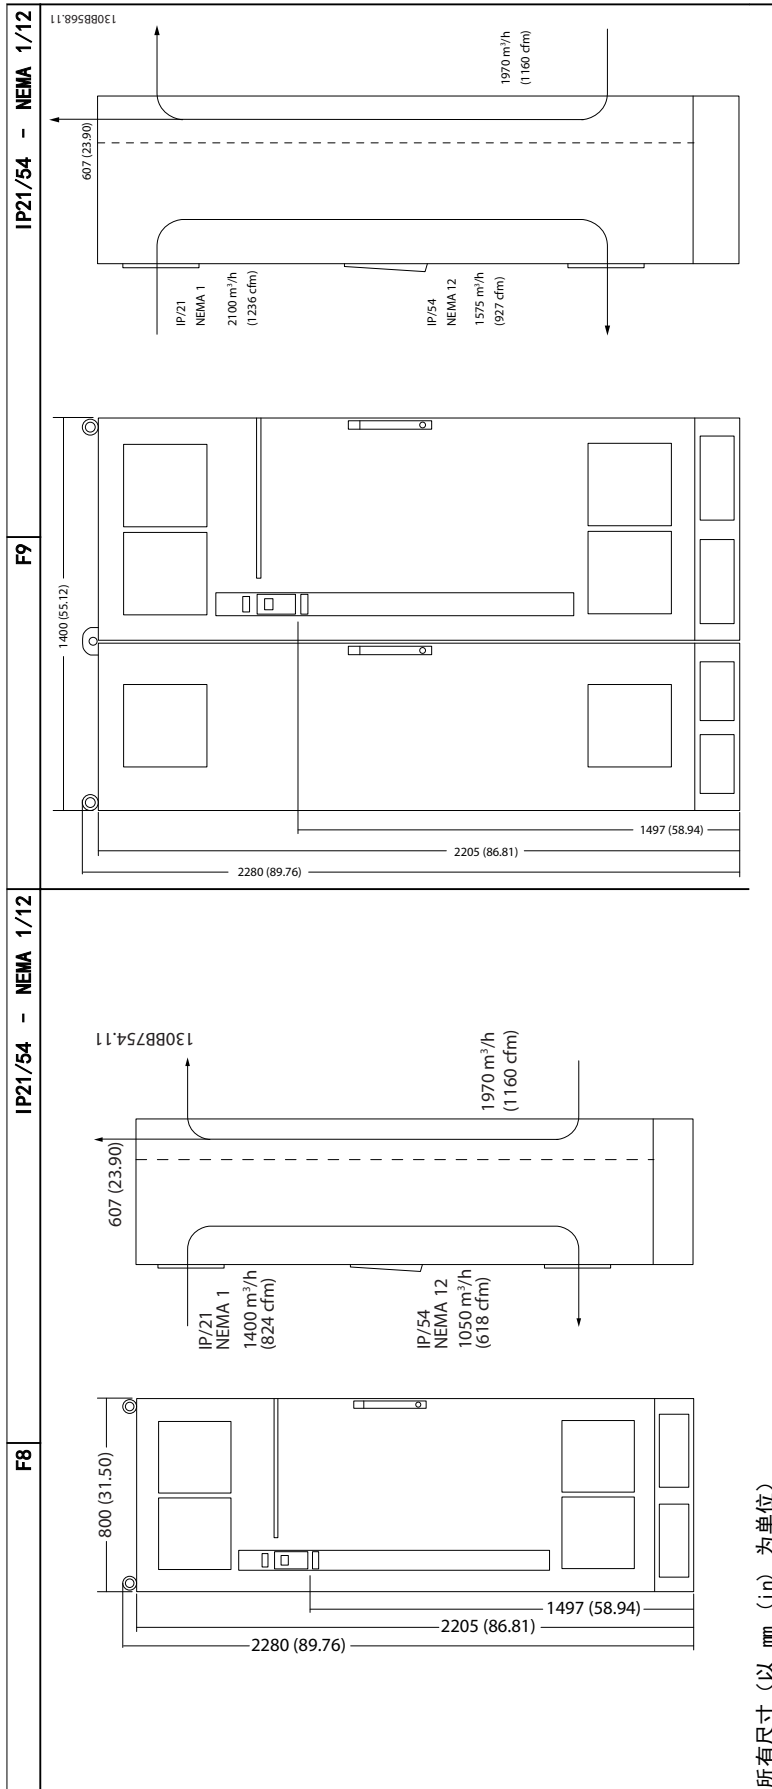 F8
IP21/54 - NEMA 1/12
F9
IP21/54 - NEMA 1/12
800 (31.50)
2280 (89.76)
2205 (86.81)
1497 (58.94)
IP/21
NEMA 1
1400 m³/h
(824 cfm)
IP/54
NEMA 12
1050 m³/h
(618 cfm)
607 (23.90)
1970 m³/h
(1160 cfm)
130BB754.11
1400 (55.12)
2280 (89.76)
2205 (86.81)
1497 (58.94)
IP/21
NEMA 1
2100 m³/h
(1236 cfm)
IP/54
NEMA 12
1575 m³/h
(927 cfm)
607 (23.90)
1970 m³/h
(1160 cfm)
130BB568.11
所有尺寸（以 mm （in） 为单位）